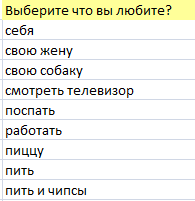 Выберите что вы любите?
себя
свою жену
свою собаку
смотреть телевизор
поспать
работать
пиццу
пить
пить и чипсы